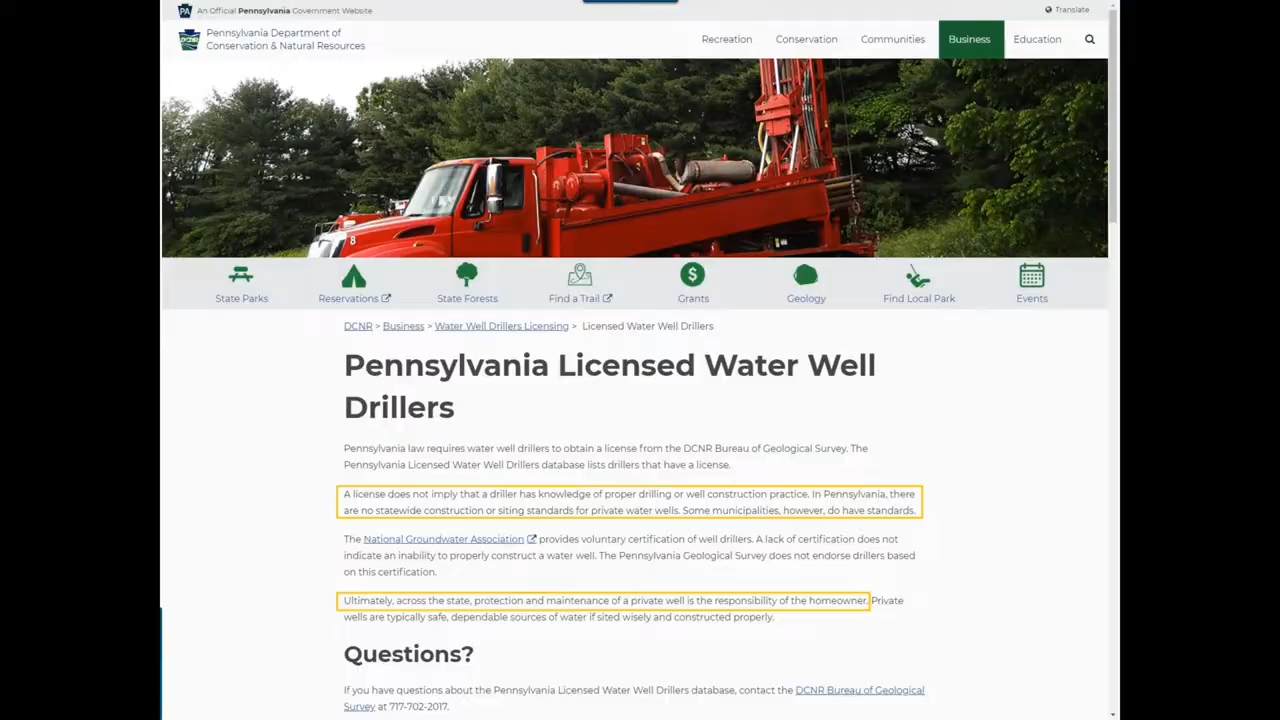 An Official Pennsylvania Government Website
Translate
Pennsylvania Department of
Conservation & Natural Resources
Recreation Conservation Communities Business Education
8
State Parks Reservations State Forests Find a Trail Grants Geology Find Local Park Events
DCNR > Business > Water Well Drillers Licensing > Licensed Water Well Drillers
Pennsylvania Licensed Water Well
Drillers
Pennsylvania law requires water well drillers to obtain a license from the DCNR Bureau of Geological Survey. The
Pennsylvania Licensed Water Well Drillers database lists drillers that have a license.
A license does not imply that a driller has knowledge of proper drilling or well construction practice. In Pennsylvania, there
are no statewide construction or siting standards for private water wells. Some municipalities, however, do have standards.
The National Groundwater Association provides voluntary certification of well drillers. A lack of certification does not
indicate an inability to properly construct a water well. The Pennsylvania Geological Survey does not endorse drillers based
on this certification.
Ultimately, across the state, protection and maintenance of a private well is the responsibility of the homeowner. Private
wells are typically safe, dependable sources of water if sited wisely and constructed properly.
Questions?
If you have questions about the Pennsylvania Licensed Water Well Drillers database, contact the DCNR Bureau of Geological
Survey at 717-702-2017.